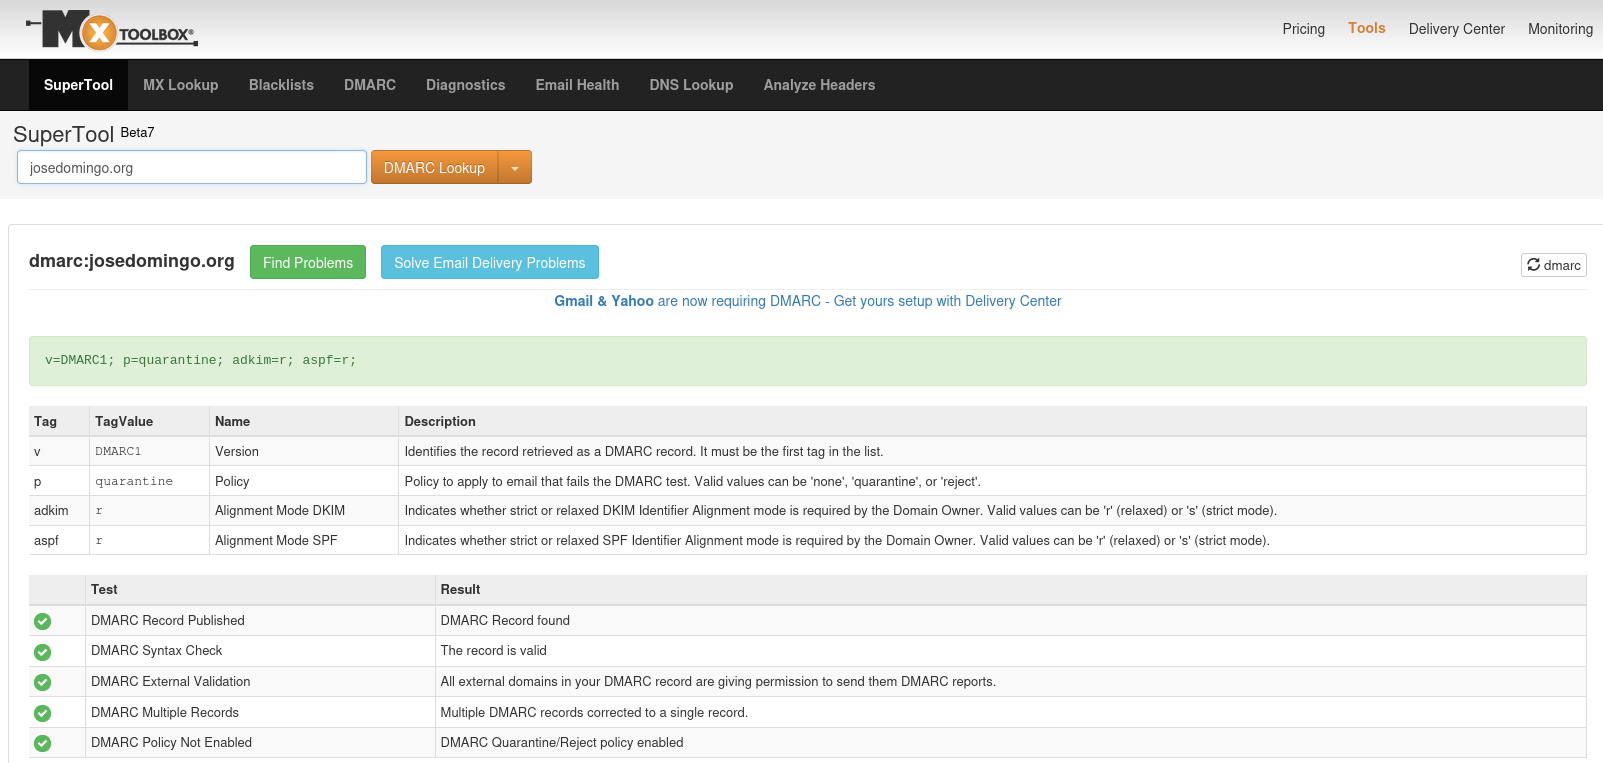 MX TOOLBOX®
Pricing Tools Delivery Center Monitoring
SuperTool MX Lookup Blacklists DMARC Diagnostics Email Health DNS Lookup Analyze Headers
SuperTool Beta7
josedomingo.org DMARC Lookup
dmarc:josedomingo.org Find Problems Solve Email Delivery Problems dmarc
Gmail & Yahoo are now requiring DMARC - Get yours setup with Delivery Center
v=DMARC1; p=quarantine; adkim=r; aspf=r;
Tag TagValue Name Description
v DMARC1 Version Identifies the record retrieved as a DMARC record. It must be the first tag in the list.
p quarantine Policy Policy to apply to email that fails the DMARC test. Valid values can be 'none', 'quarantine', or 'reject'.
adkim r Alignment Mode DKIM Indicates whether strict or relaxed DKIM Identifier Alignment mode is required by the Domain Owner. Valid values can be 'r' (relaxed) or 's' (strict mode).
aspf r Alignment Mode SPF Indicates whether strict or relaxed SPF Identifier Alignment mode is required by the Domain Owner. Valid values can be 'r' (relaxed) or 's' (strict mode).
Test Result
DMARC Record Published DMARC Record found
DMARC Syntax Check The record is valid
DMARC External Validation All external domains in your DMARC record are giving permission to send them DMARC reports.
DMARC Multiple Records Multiple DMARC records corrected to a single record.
DMARC Policy Not Enabled DMARC Quarantine/Reject policy enabled